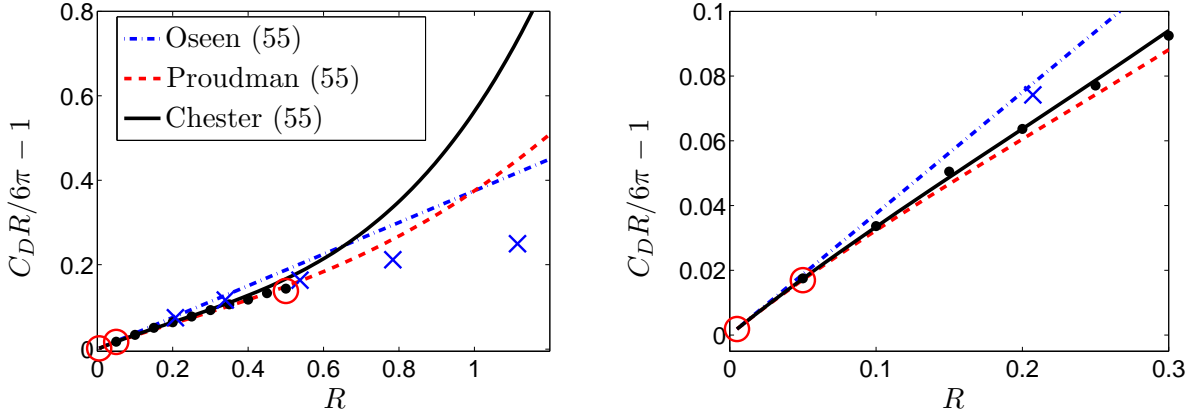 0.8
0.6
0.4
0.2
0
C_D R/6π − 1
Oseen (55)
Proudman (55)
Chester (55)
0 0.2 0.4 0.6 0.8 1
R
0.1
0.08
0.06
0.04
0.02
0
C_D R/6π − 1
0 0.1 0.2 0.3
R